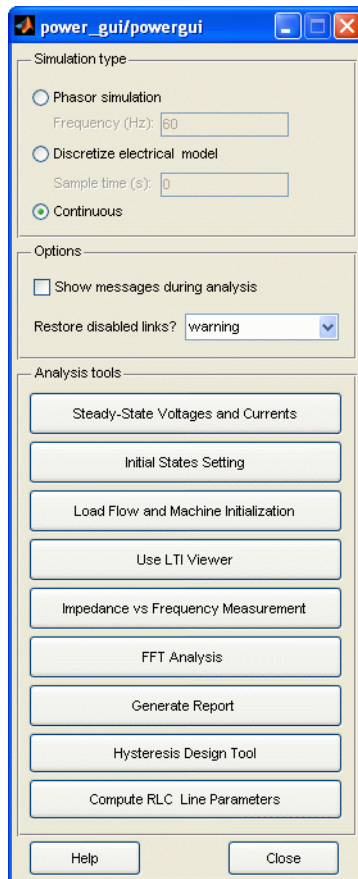 power_gui/powergui
Simulation type
Phasor simulation
Frequency (Hz): 60
Discretize electrical model
Sample time (s): 0
Continuous
Options
Show messages during analysis
Restore disabled links? warning
Analysis tools
Steady-State Voltages and Currents
Initial States Setting
Load Flow and Machine Initialization
Use LTI Viewer
Impedance vs Frequency Measurement
FFT Analysis
Generate Report
Hysteresis Design Tool
Compute RLC Line Parameters
Help Close